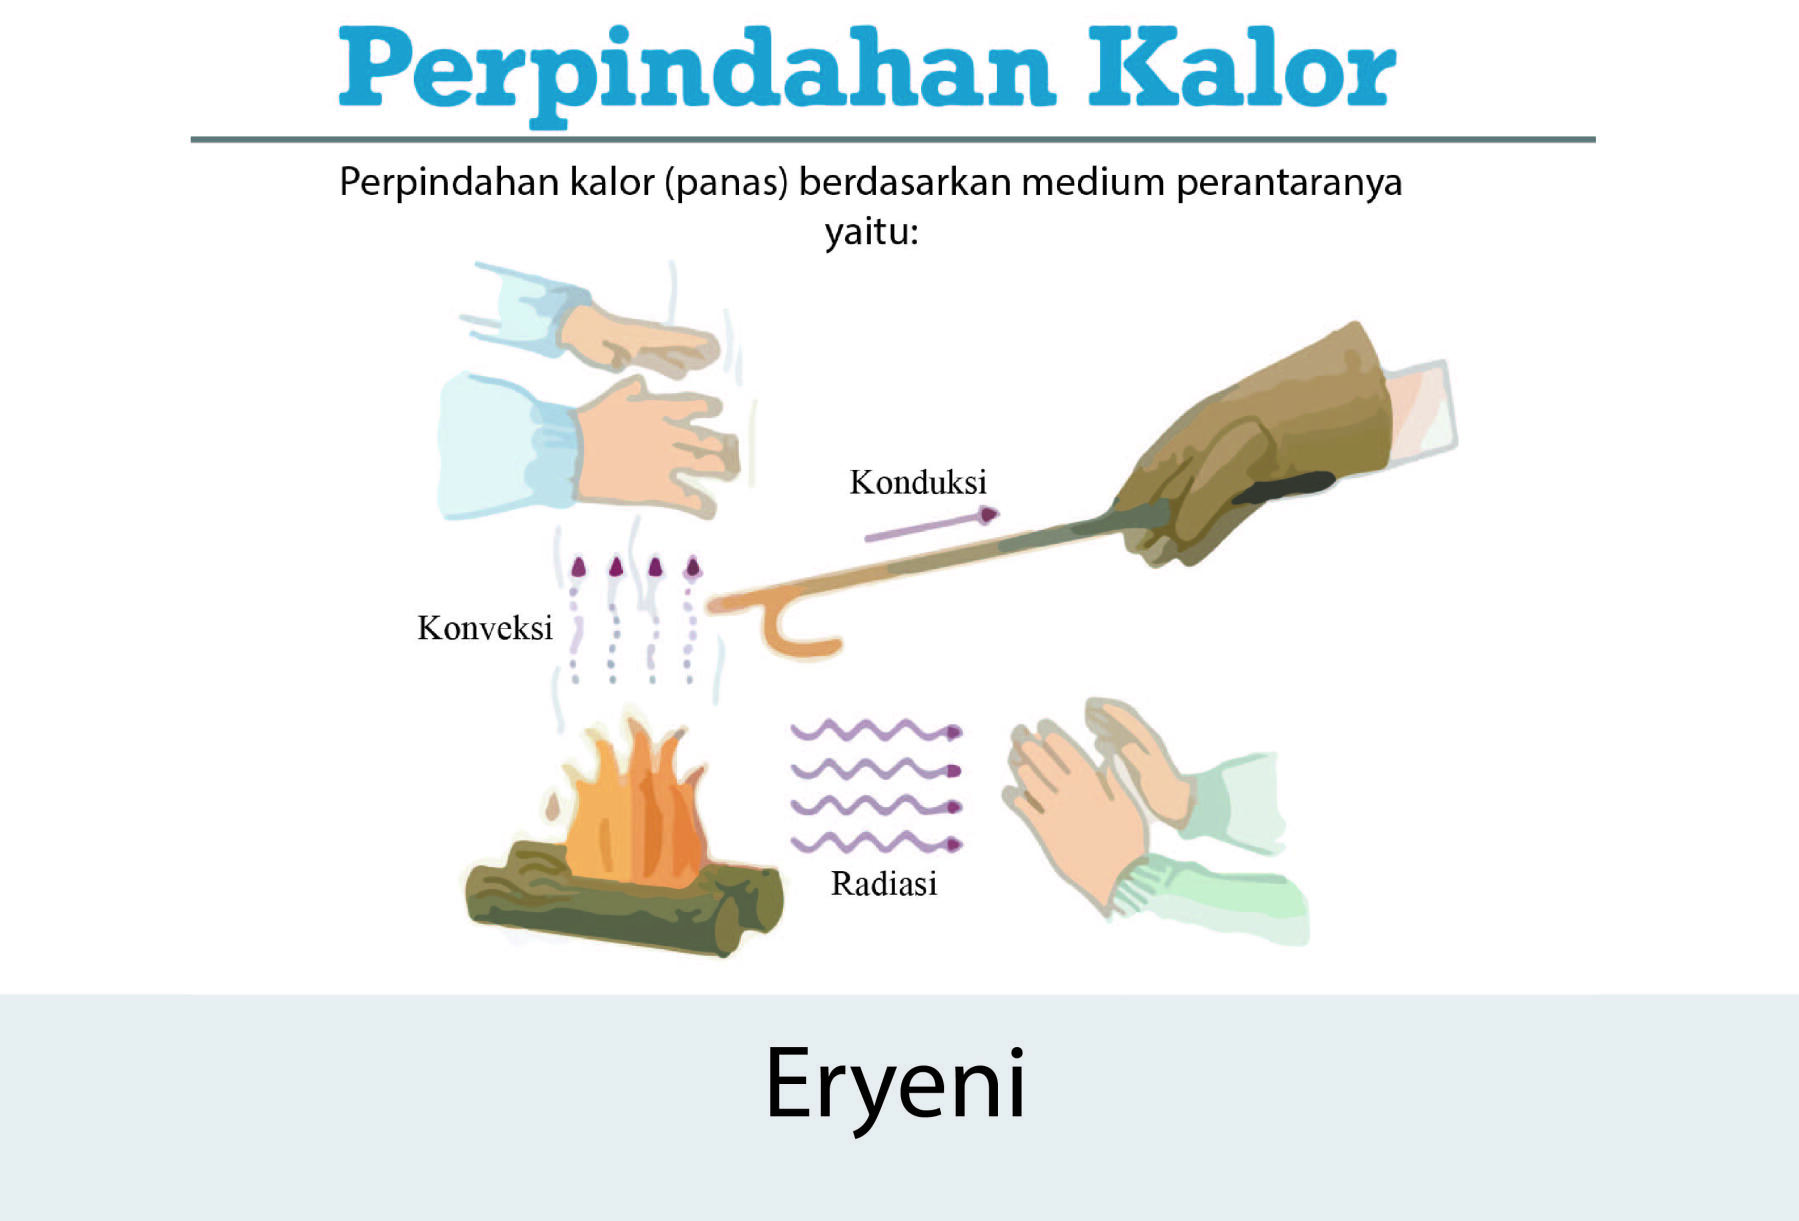 Perpindahan Kalor
Perpindahan kalor (panas) berdasarkan medium perantaranya
yaitu:
Konduksi
Konveksi
Radiasi
Eryeni